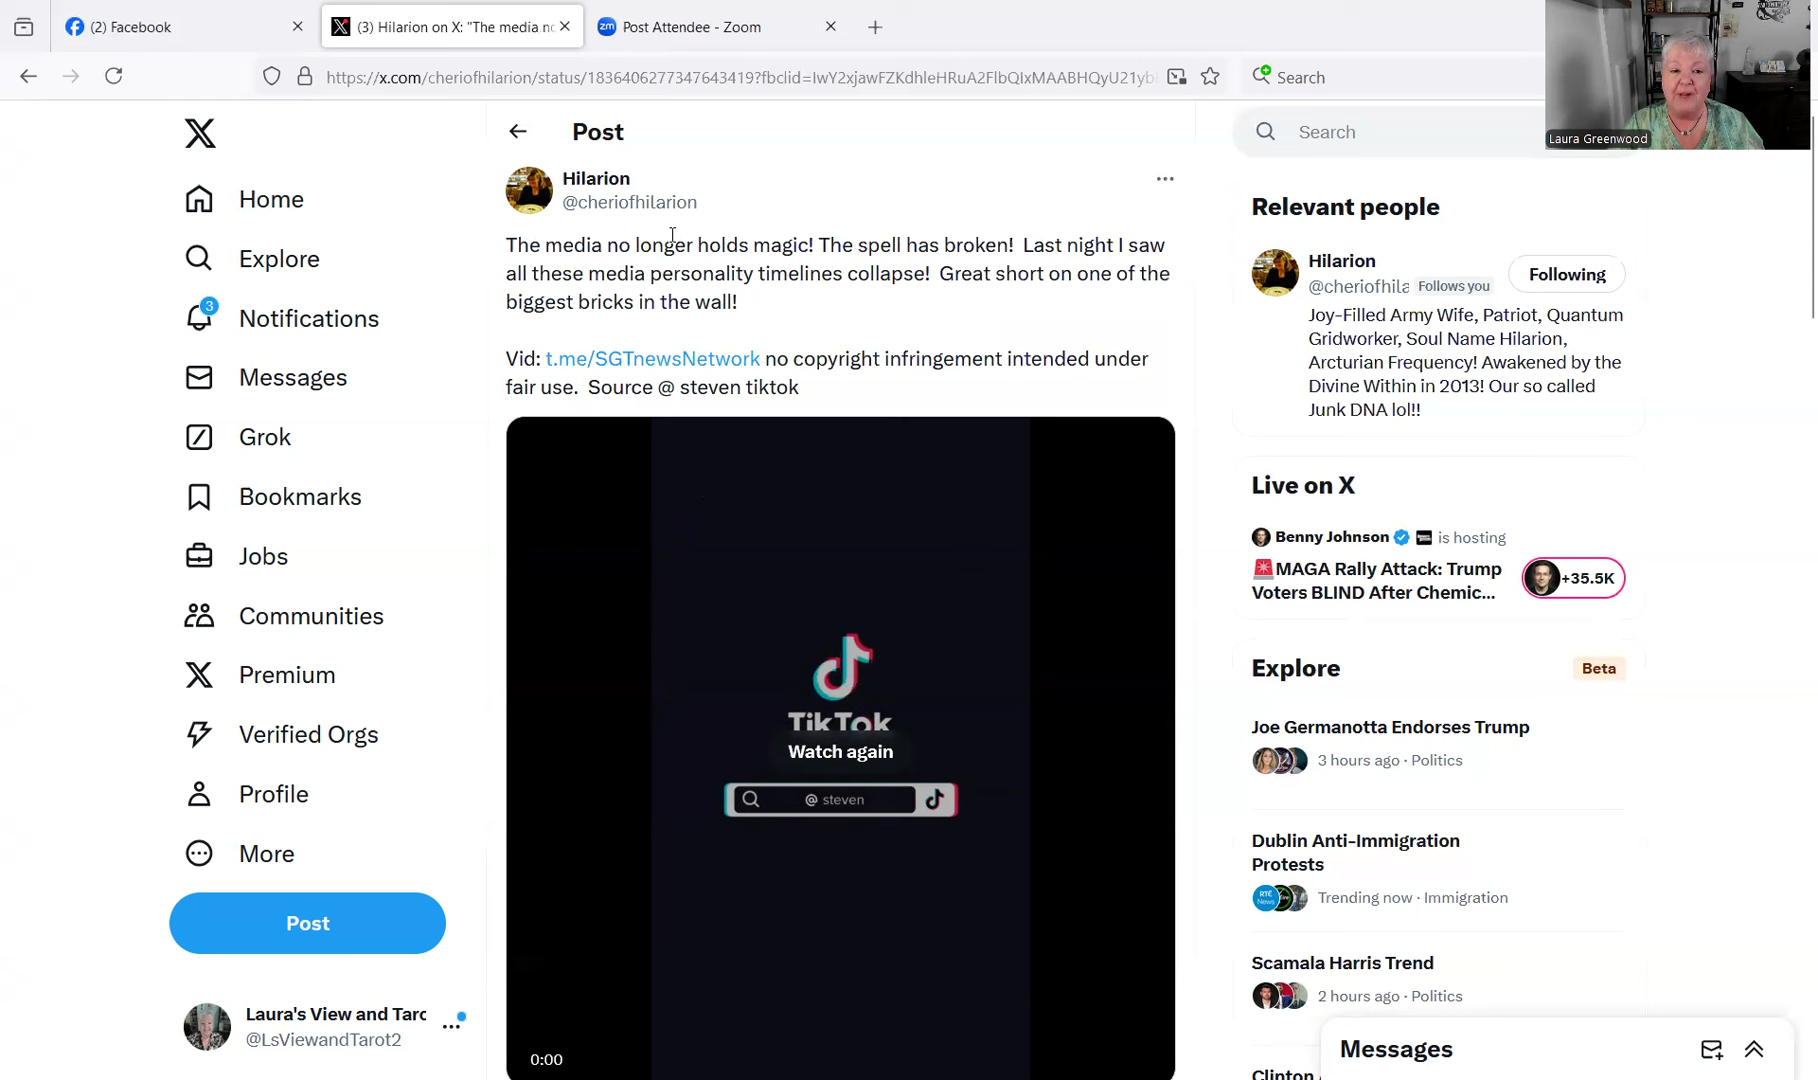 (2) Facebook
(3) Hilarion on X: "The media no
Post Attendee - Zoom
https://x.com/cheriofhilarion/status/1836406277347643419?fbclid=IwY2xjawFZKdhleHRuA2FlbQIxMAABHQyU21ybl
Search
Laura Greenwood
Home
Explore
3
Notifications
Messages
Grok
Bookmarks
Jobs
Communities
Premium
Verified Orgs
Profile
More
Post
Laura's View and Taro
@LsViewandTarot2
Post
Hilarion
@cheriofhilarion
The media no longer holds magic! The spell has broken! Last night I saw
all these media personality timelines collapse! Great short on one of the
biggest bricks in the wall!
Vid: t.me/SGTnewsNetwork no copyright infringement intended under
fair use. Source @ steven tiktok
TikTok
Watch again
@ steven
0:00
Search
Relevant people
Hilarion
@cheriofhila
Follows you
Following
Joy-Filled Army Wife, Patriot, Quantum
Gridworker, Soul Name Hilarion,
Arcturian Frequency! Awakened by the
Divine Within in 2013! Our so called
Junk DNA lol!!
Live on X
Benny Johnson is hosting
MAGA Rally Attack: Trump
Voters BLIND After Chemic...
+35.5K
Explore
Beta
Joe Germanotta Endorses Trump
3 hours ago · Politics
Dublin Anti-Immigration
Protests
RTÉ
News
Trending now · Immigration
Scamala Harris Trend
2 hours ago · Politics
Clinton
Messages